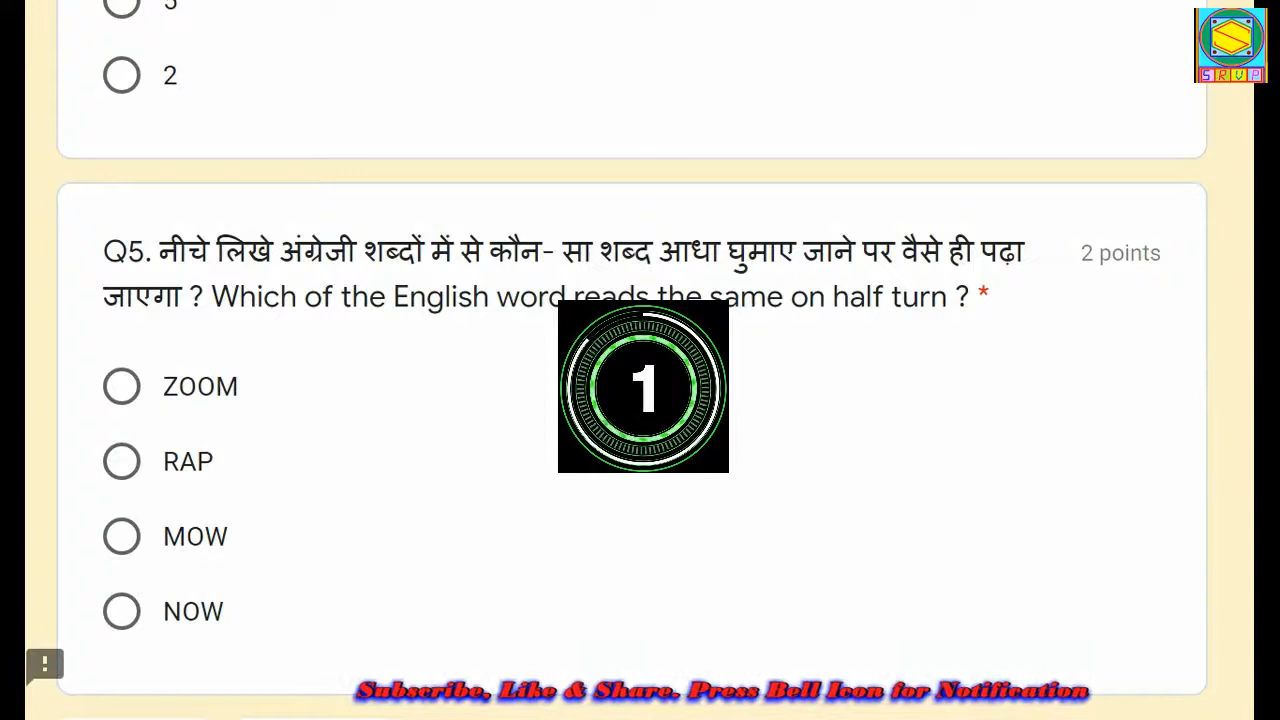 5
2
S R V P
Q5. नीचे लिखे अंग्रेजी शब्दों में से कौन- सा शब्द आधा घुमाए जाने पर वैसे ही पढ़ा
2 points
जाएगा ? Which of the English word reads the same on half turn ? *
1
ZOOM
RAP
MOW
NOW
!
Subscribe, Like & Share. Press Bell Icon for Notification